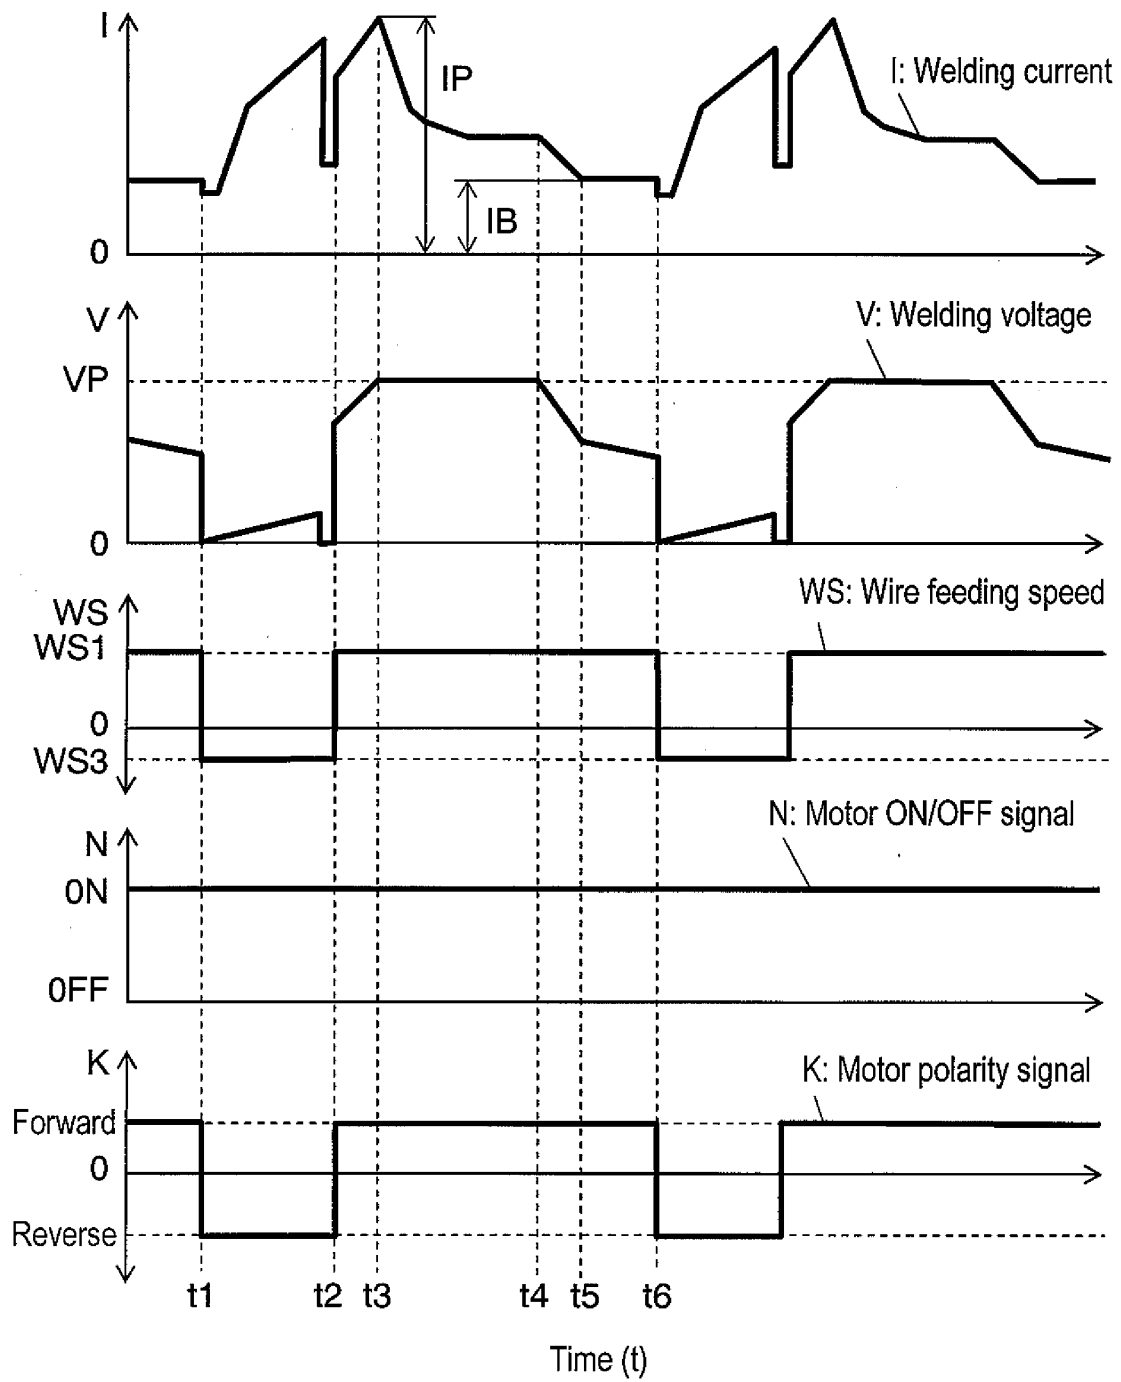 I
IP
I: Welding current
IB
0
V
V: Welding voltage
VP
0
WS: Wire feeding speed
WS
WS1
0
WS3
N: Motor ON/OFF signal
N
0N
0FF
K
K: Motor polarity signal
Forward
0
Reverse
t1 t2 t3 t4 t5 t6
Time (t)